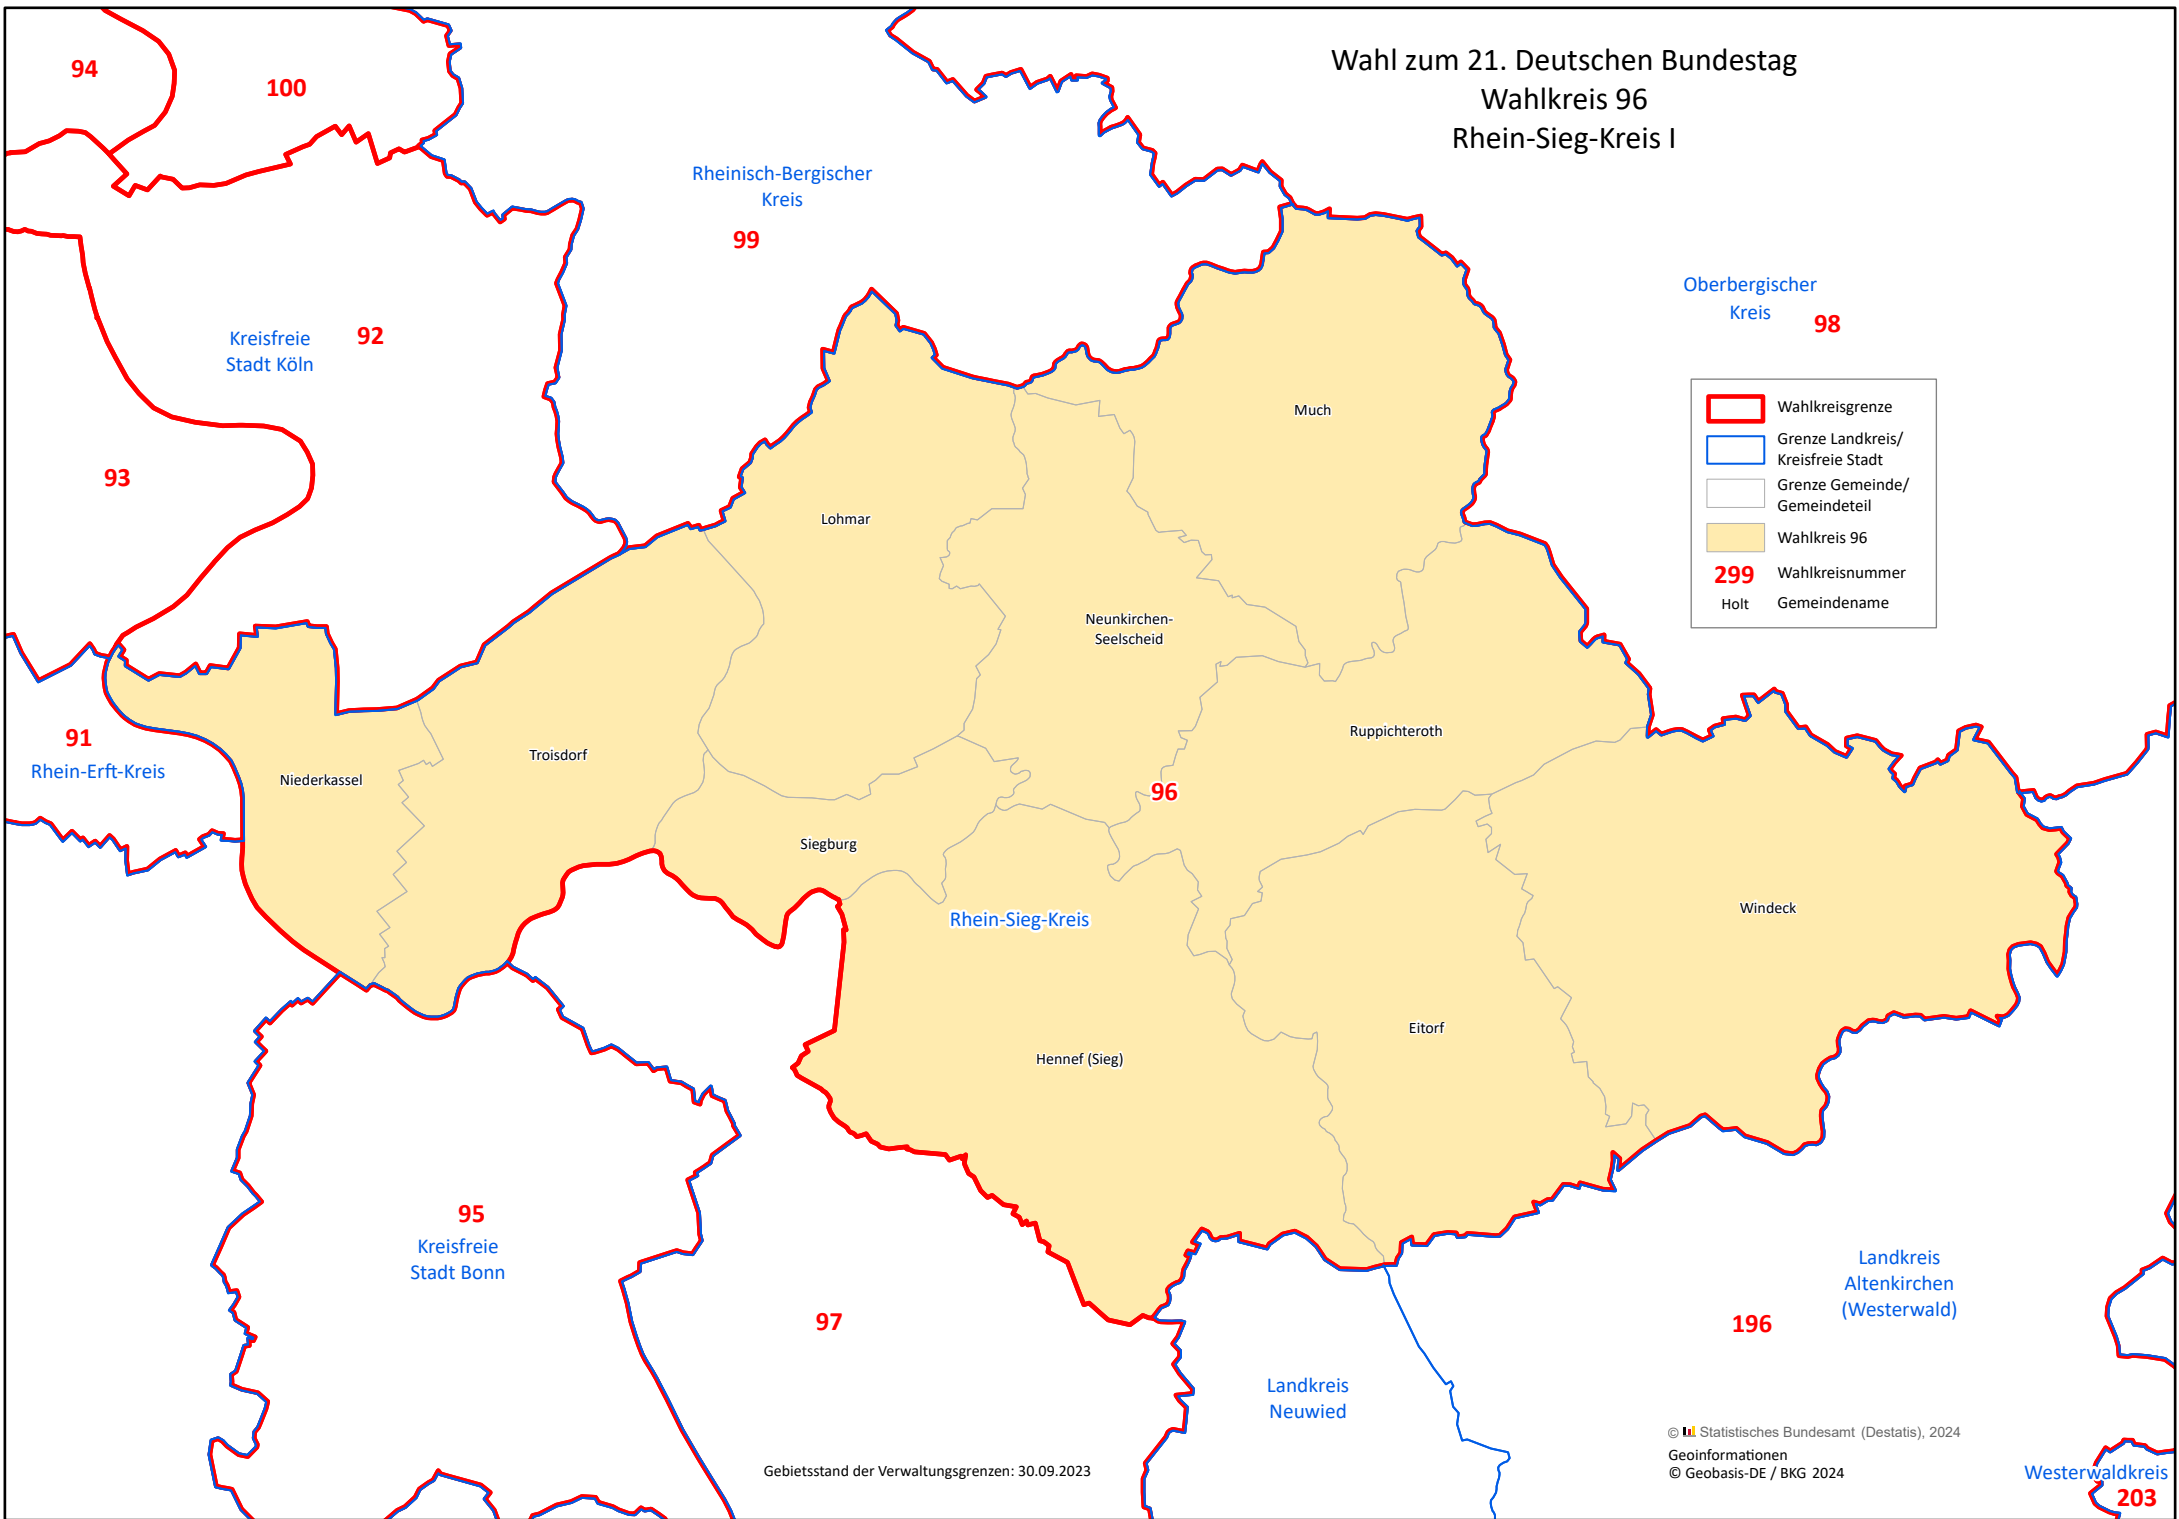 Wahl zum 21. Deutschen Bundestag
Wahlkreis 96
Rhein-Sieg-Kreis I
94
100
Rheinisch-Bergischer
Kreis
99
Oberbergischer
Kreis
98
Kreisfreie
Stadt Köln
92
93
Wahlkreisgrenze
Grenze Landkreis/
Kreisfreie Stadt
Grenze Gemeinde/
Gemeindeteil
Wahlkreis 96
299 Wahlkreisnummer
Holt Gemeindename
Much
Lohmar
Neunkirchen-
Seelscheid
91
Rhein-Erft-Kreis
Niederkassel
Troisdorf
Ruppichteroth
96
Siegburg
Rhein-Sieg-Kreis
Windeck
Eitorf
Hennef (Sieg)
95
Kreisfreie
Stadt Bonn
97
Landkreis
Altenkirchen
(Westerwald)
196
Landkreis
Neuwied
Gebietsstand der Verwaltungsgrenzen: 30.09.2023
© Statistisches Bundesamt (Destatis), 2024
Geoinformationen
© Geobasis-DE / BKG 2024
Westerwaldkreis
203